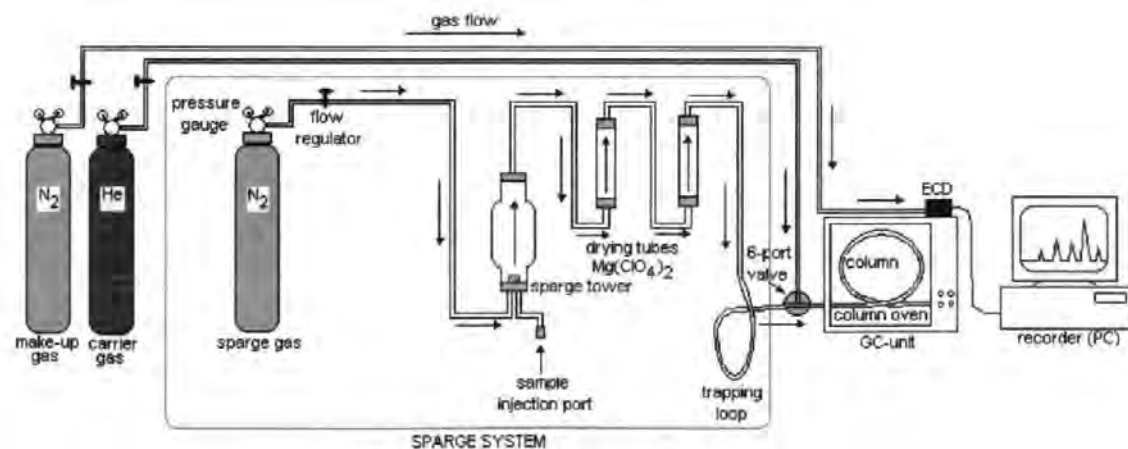 gas flow
pressure
gauge
flow
regulator
N2
He
N2
ECD
drying tubes
Mg(ClO4)2
6-port
valve
column
sparge tower
column oven
make-up
gas
carrier
gas
sparge gas
GC-unit
recorder (PC)
sample
injection port
trapping
loop
SPARGE SYSTEM